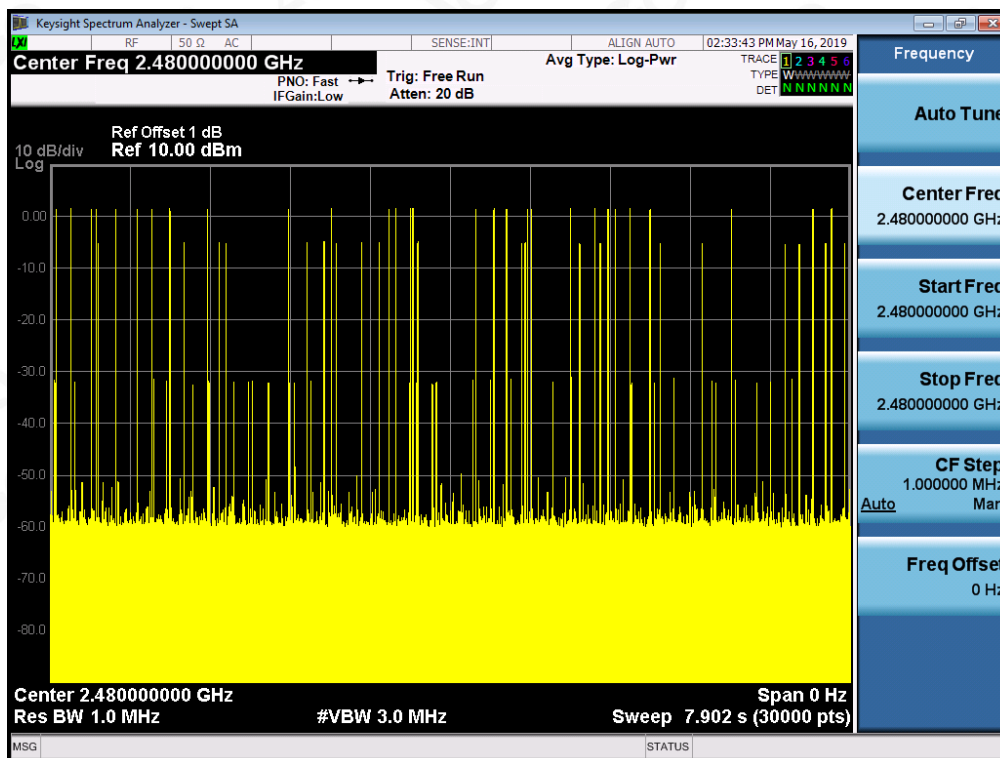 Keysight Spectrum Analyzer - Swept SA
LXI RF 50 Ω AC SENSE:INT ALIGN AUTO 02:33:43 PM May 16, 2019
Center Freq 2.480000000 GHz
PNO: Fast
IFGain:Low
Trig: Free Run
Atten: 20 dB
Avg Type: Log-Pwr
TRACE 1 2 3 4 5 6
TYPE WWWWWW
DET N N N N N N
Ref Offset 1 dB
10 dB/div Ref 10.00 dBm
Log
0.00
-10.0
-20.0
-30.0
-40.0
-50.0
-60.0
-70.0
-80.0
Center 2.480000000 GHz Span 0 Hz
Res BW 1.0 MHz #VBW 3.0 MHz Sweep 7.902 s (30000 pts)
MSG STATUS
Frequency
Auto Tune
Center Freq
2.480000000 GHz
Start Freq
2.480000000 GHz
Stop Freq
2.480000000 GHz
CF Step
1.000000 MHz
Auto Man
Freq Offset
0 Hz